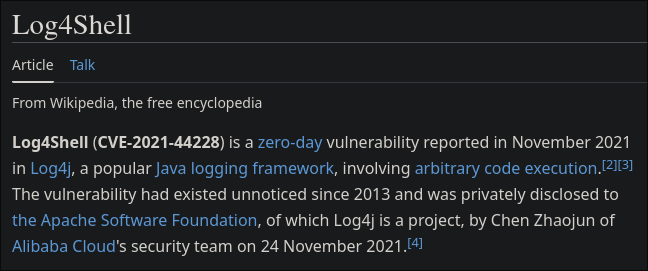 Log4Shell
Article Talk
From Wikipedia, the free encyclopedia
Log4Shell (CVE-2021-44228) is a zero-day vulnerability reported in November 2021
in Log4j, a popular Java logging framework, involving arbitrary code execution.[2][3]
The vulnerability had existed unnoticed since 2013 and was privately disclosed to
the Apache Software Foundation, of which Log4j is a project, by Chen Zhaojun of
Alibaba Cloud's security team on 24 November 2021.[4]